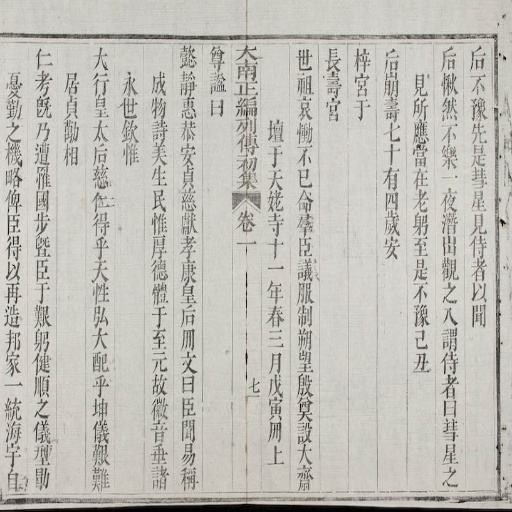 后不豫先是彗星見侍者以聞
后愀然不樂一夜潛出觀之入謂侍者曰彗星之
見所應當在老躬至是不豫己丑
后崩壽七十有四歲安
梓宮于
長壽宮
世祖哀慟不已命羣臣議服制朔望殷奠設大齋
壇于天姥寺十一年春三月戊寅冊上
大南正編列傳初集 卷一 七
尊謚曰
懿靜惠恭安貞慈獻孝康皇后冊文曰臣聞易稱
成物詩美生民惟厚德體于至元故徽音垂諸
永世欽惟
大行皇太后慈仁得乎天性弘大配乎坤儀艱難
居貞勤相
仁考旣乃遭罹國步曁臣于艱躬健順之儀型勖
憂勤之機略俾臣得以再造邦家一統海宇自